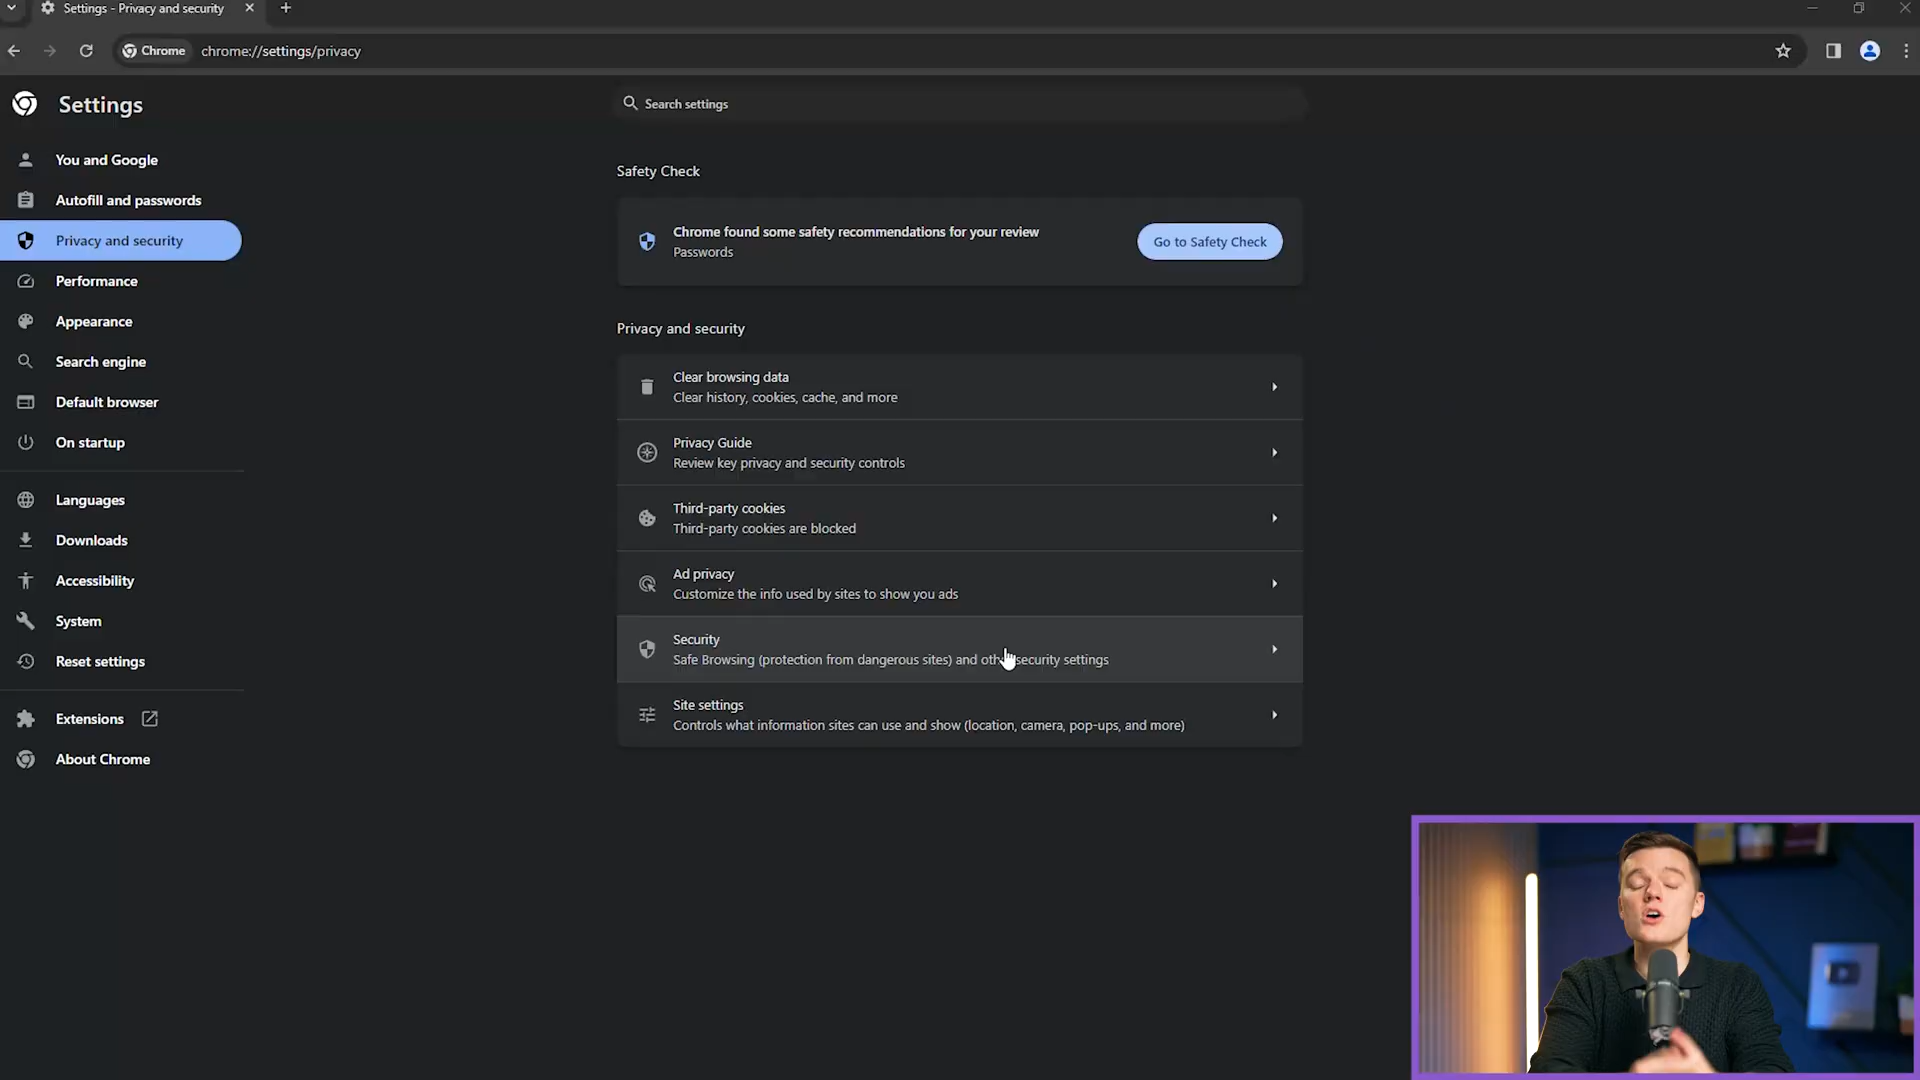 Settings - Privacy and security
Chrome
chrome://settings/privacy
Settings
Search settings
You and Google
Autofill and passwords
Privacy and security
Performance
Appearance
Search engine
Default browser
On startup
Languages
Downloads
Accessibility
System
Reset settings
Extensions
About Chrome
Safety Check
Chrome found some safety recommendations for your review
Passwords
Go to Safety Check
Privacy and security
Clear browsing data
Clear history, cookies, cache, and more
Privacy Guide
Review key privacy and security controls
Third-party cookies
Third-party cookies are blocked
Ad privacy
Customize the info used by sites to show you ads
Security
Safe Browsing (protection from dangerous sites) and other security settings
Site settings
Controls what information sites can use and show (location, camera, pop-ups, and more)